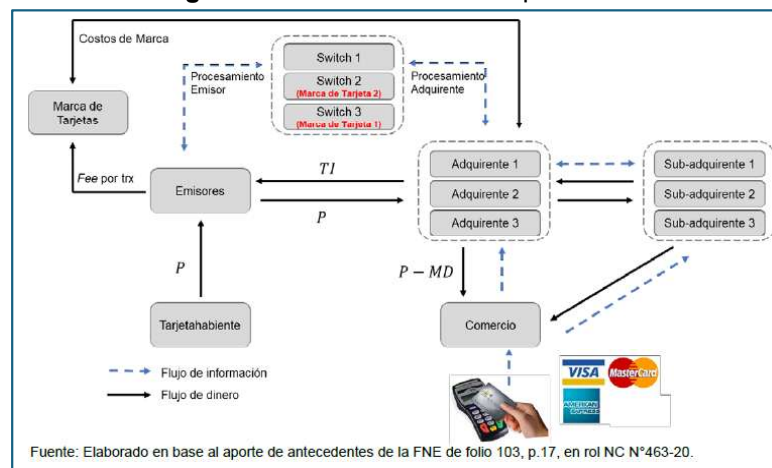 Costos de Marca
Switch 1
Procesamiento
Emisor
Switch 2
(Marca de Tarjeta 2)
Procesamiento
Adquirente
Marca de
Tarjetas
Switch 3
(Marca de Tarjeta 1)
Fee por trx
Emisores
TI
P
Adquirente 1
Adquirente 2
Adquirente 3
Sub-adquirente 1
Sub-adquirente 2
Sub-adquirente 3
P
P − MD
Tarjetahabiente
Comercio
Flujo de información
Flujo de dinero
VISA
MasterCard
AMERICAN
EXPRESS
Fuente: Elaborado en base al aporte de antecedentes de la FNE de folio 103, p.17, en rol NC N°463-20.